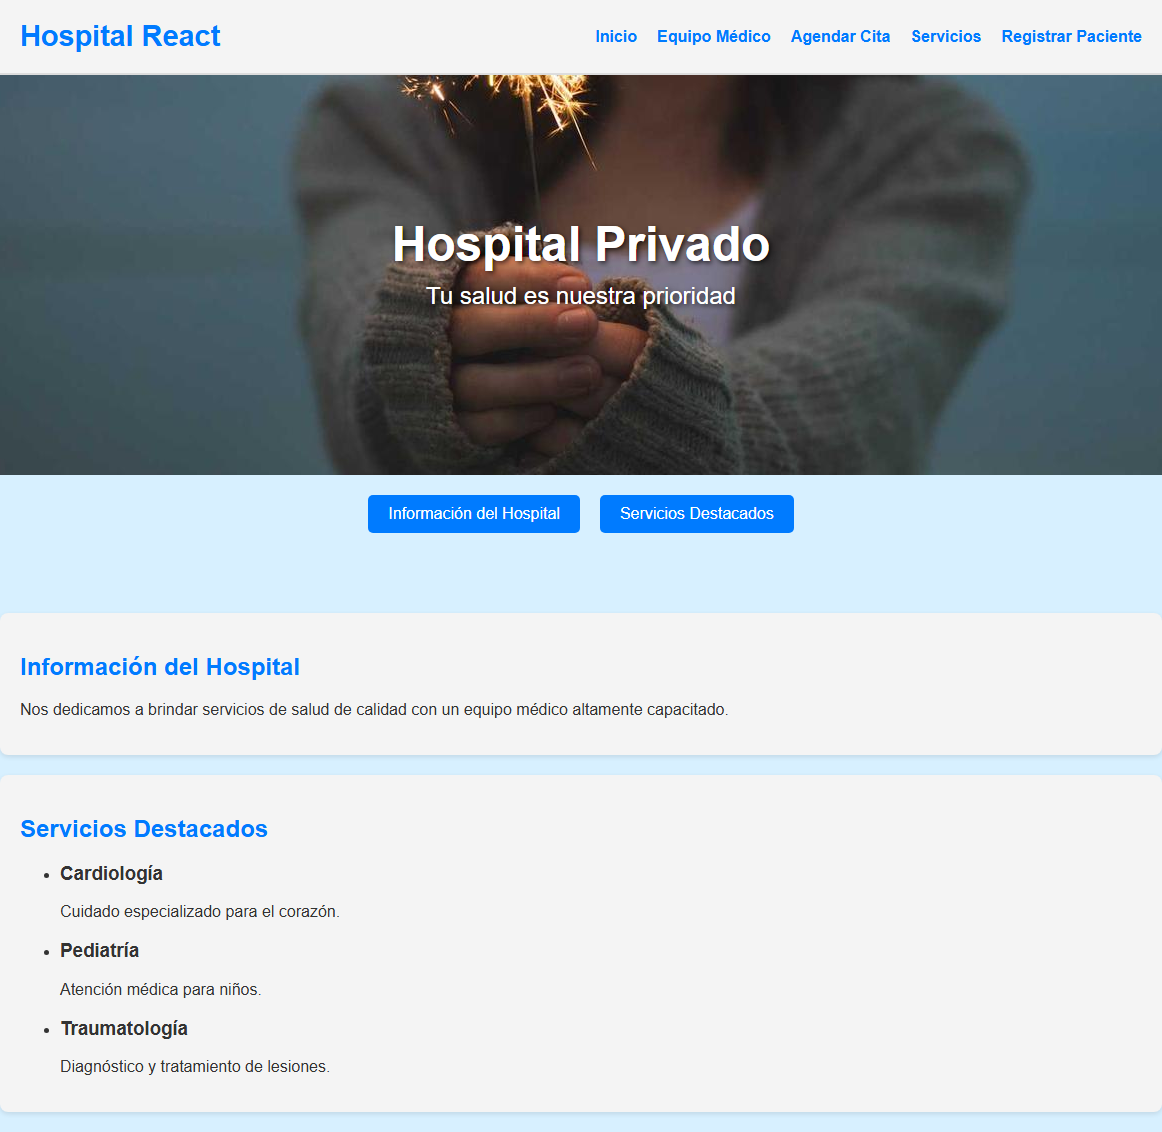 Hospital React
Inicio Equipo Médico Agendar Cita Servicios Registrar Paciente
Hospital Privado
Tu salud es nuestra prioridad
Información del Hospital Servicios Destacados
Información del Hospital
Nos dedicamos a brindar servicios de salud de calidad con un equipo médico altamente capacitado.
Servicios Destacados
Cardiología
Cuidado especializado para el corazón.
Pediatría
Atención médica para niños.
Traumatología
Diagnóstico y tratamiento de lesiones.